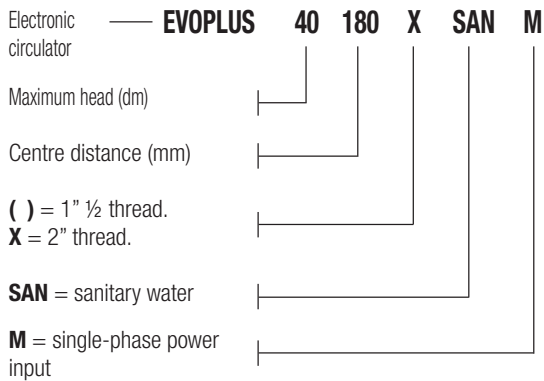 Electronic circulator EVOPLUS 40 180 X SAN M
Maximum head (dm)
Centre distance (mm)
( ) = 1” ½ thread.
X = 2” thread.
SAN = sanitary water
M = single-phase power
input